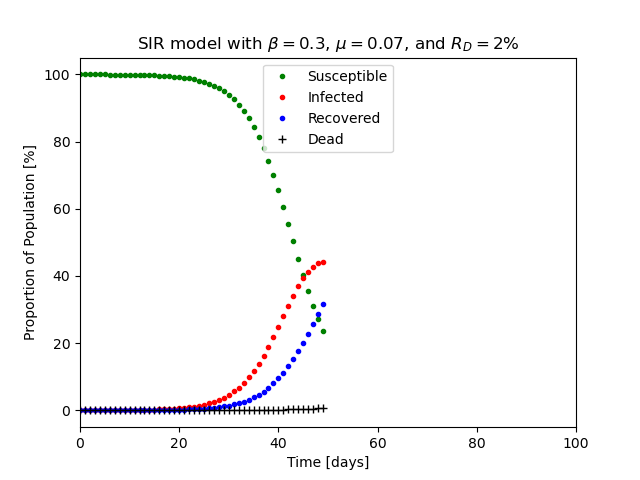 SIR model with β = 0.3, μ = 0.07, and R_D = 2%
100
80
60
40
20
0
Proportion of Population [%]
Susceptible
Infected
Recovered
Dead
0 20 40 60 80 100
Time [days]